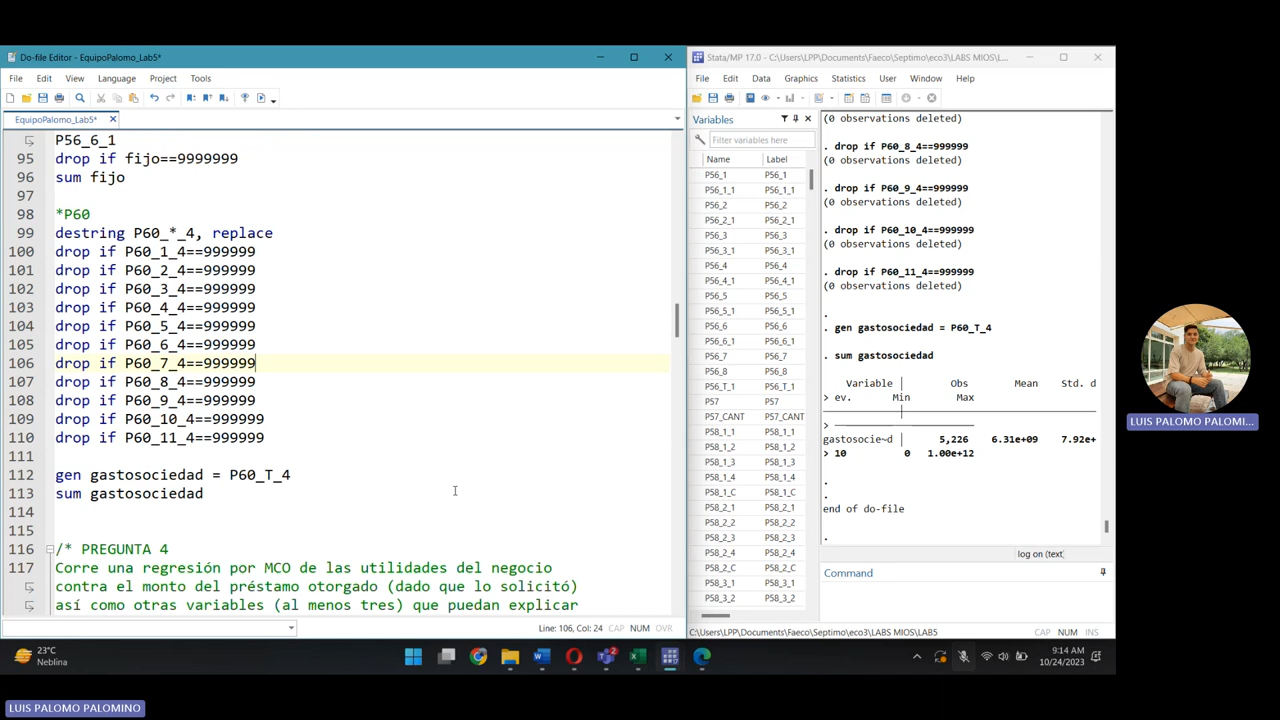 Do-file Editor - EquipoPalomo_Lab5*
File Edit View Language Project Tools
EquipoPalomo_Lab5*
P56_6_1
95 drop if fijo==9999999
96 sum fijo
97
98 *P60
99 destring P60_*_4, replace
100 drop if P60_1_4==999999
101 drop if P60_2_4==999999
102 drop if P60_3_4==999999
103 drop if P60_4_4==999999
104 drop if P60_5_4==999999
105 drop if P60_6_4==999999
106 drop if P60_7_4==999999
107 drop if P60_8_4==999999
108 drop if P60_9_4==999999
109 drop if P60_10_4==999999
110 drop if P60_11_4==999999
111
112 gen gastosociedad = P60_T_4
113 sum gastosociedad
114
115
116 /* PREGUNTA 4
117 Corre una regresión por MCO de las utilidades del negocio
contra el monto del préstamo otorgado (dado que lo solicitó)
así como otras variables (al menos tres) que puedan explicar
Line: 106, Col: 24 CAP NUM OVR
Stata/MP 17.0 - C:\Users\LPP\Documents\Faeco\Septimo\eco3\LABS MIOS\L...
File Edit Data Graphics Statistics User Window Help
Variables
Filter variables here
Name Label
P56_1 P56_1
P56_1_1 P56_1_1
P56_2 P56_2
P56_2_1 P56_2_1
P56_3 P56_3
P56_3_1 P56_3_1
P56_4 P56_4
P56_4_1 P56_4_1
P56_5 P56_5
P56_5_1 P56_5_1
P56_6 P56_6
P56_6_1 P56_6_1
P56_7 P56_7
P56_8 P56_8
P56_T_1 P56_T_1
P57 P57
P57_CANT P57_CANT
P58_1_1 P58_1_1
P58_1_2 P58_1_2
P58_1_3 P58_1_3
P58_1_4 P58_1_4
P58_1_C P58_1_C
P58_2_1 P58_2_1
P58_2_2 P58_2_2
P58_2_3 P58_2_3
P58_2_4 P58_2_4
P58_2_C P58_2_C
P58_3_1 P58_3_1
P58_3_2 P58_3_2
(0 observations deleted)
. drop if P60_8_4==999999
(0 observations deleted)
. drop if P60_9_4==999999
(0 observations deleted)
. drop if P60_10_4==999999
(0 observations deleted)
. drop if P60_11_4==999999
(0 observations deleted)
.
. gen gastosociedad = P60_T_4
. sum gastosociedad
Variable | Obs Mean Std. d
> ev. Min Max
>
gastosocie~d | 5,226 6.31e+09 7.92e+
> 10 0 1.00e+12
.
.
end of do-file
.
log on (text)
Command
C:\Users\LPP\Documents\Faeco\Septimo\eco3\LABS MIOS\LAB5 CAP NUM INS
LUIS PALOMO PALOMI...
23°C
Neblina
2
9:14 AM
10/24/2023
LUIS PALOMO PALOMINO